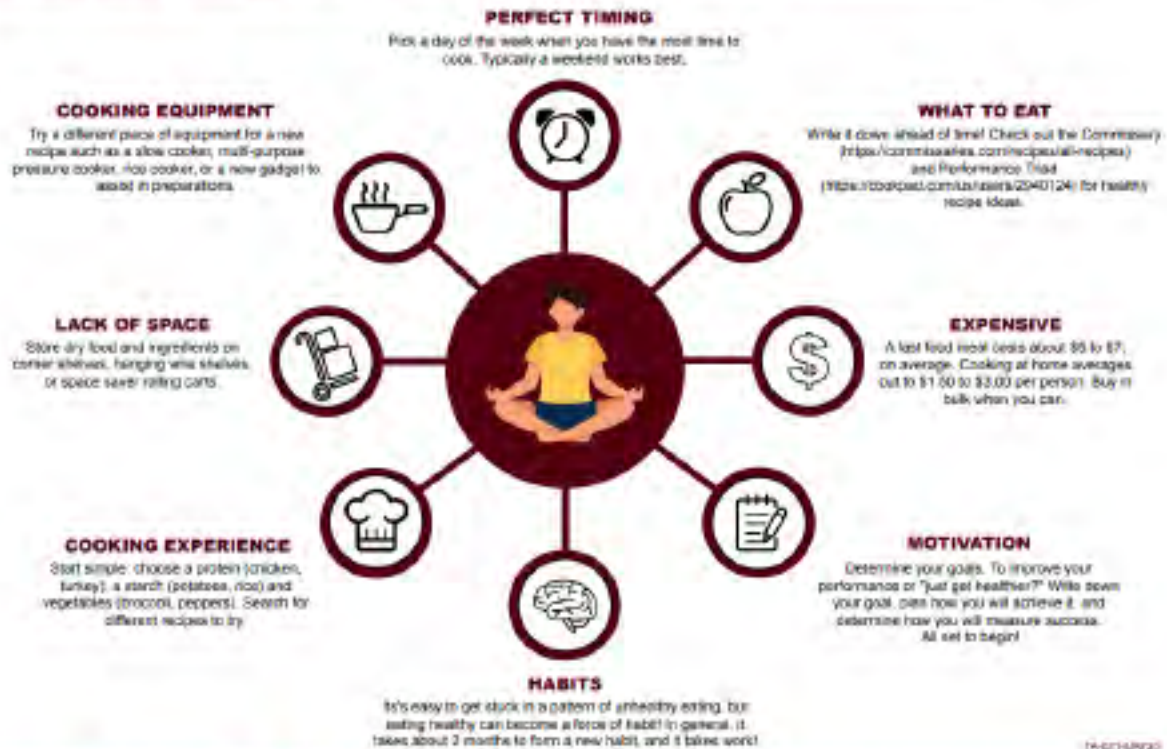 PERFECT TIMING
Pick a day of the week when you have the most time to
cook. Typically a weekend works best.
COOKING EQUIPMENT
Try a different piece of equipment for a new
recipe such as a slow cooker, multi-purpose
pressure cooker, rice cooker, or a new gadget to
assist in preparations.
WHAT TO EAT
Write it down ahead of time! Check out the Commissary
(https://commissaries.com/recipes/all-recipes)
and Performance Triad
for healthy
recipe ideas.
LACK OF SPACE
Store dry food and ingredients on
corner shelves, hanging wire shelves,
or space saver rolling carts.
EXPENSIVE
A fast food meal costs about $5 to $7,
on average. Cooking at home averages
out to $1.50 to $3.00 per person. Buy in
bulk when you can.
COOKING EXPERIENCE
Start simple: choose a protein (chicken,
turkey), a starch (potatoes, rice) and
vegetables (broccoli, peppers). Search for
different recipes to try.
MOTIVATION
Determine your goals. To improve your
performance or "just get healthier?" Write down
your goal, plan how you will achieve it, and
determine how you will measure success.
All set to begin!
HABITS
It's easy to get stuck in a pattern of unhealthy eating, but
eating healthy can become a force of habit! In general, it
takes about 2 months to form a new habit, and it takes work!